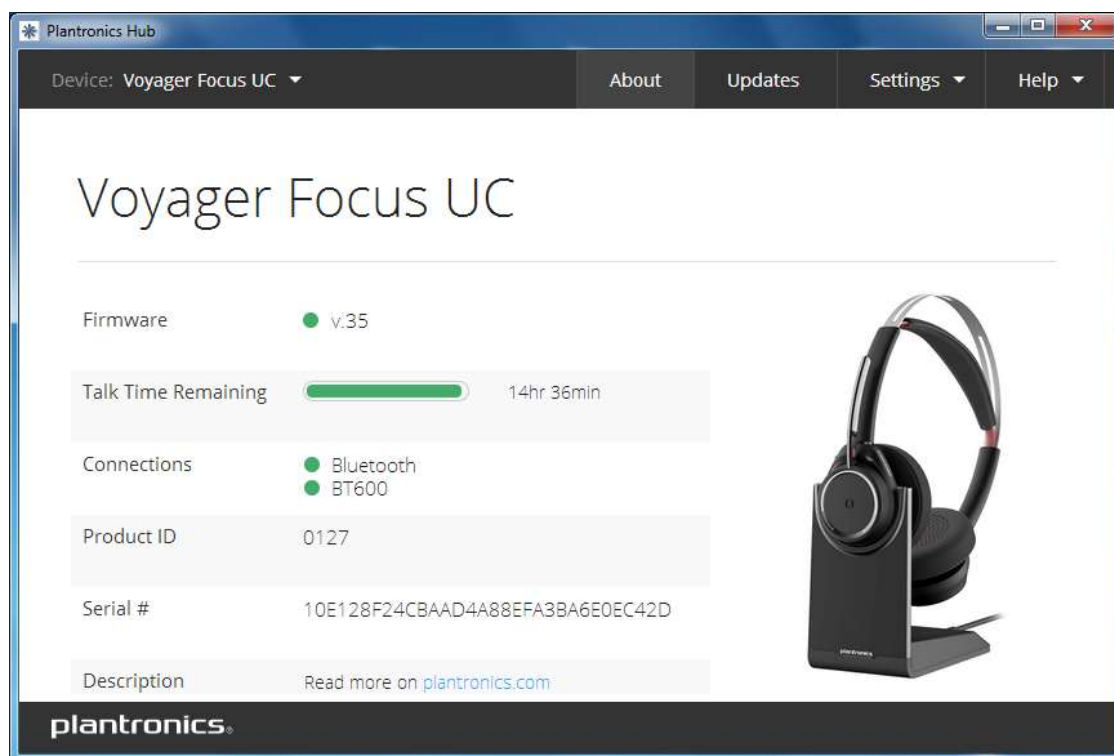 Plantronics Hub
Device: Voyager Focus UC About Updates Settings Help
Voyager Focus UC
Firmware v.35
Talk Time Remaining 14hr 36min
Connections Bluetooth
BT600
Product ID 0127
Serial # 10E128F24CBAAD4A88EFA3BA6E0EC42D
Description Read more on plantronics.com
plantronics
plantronics®